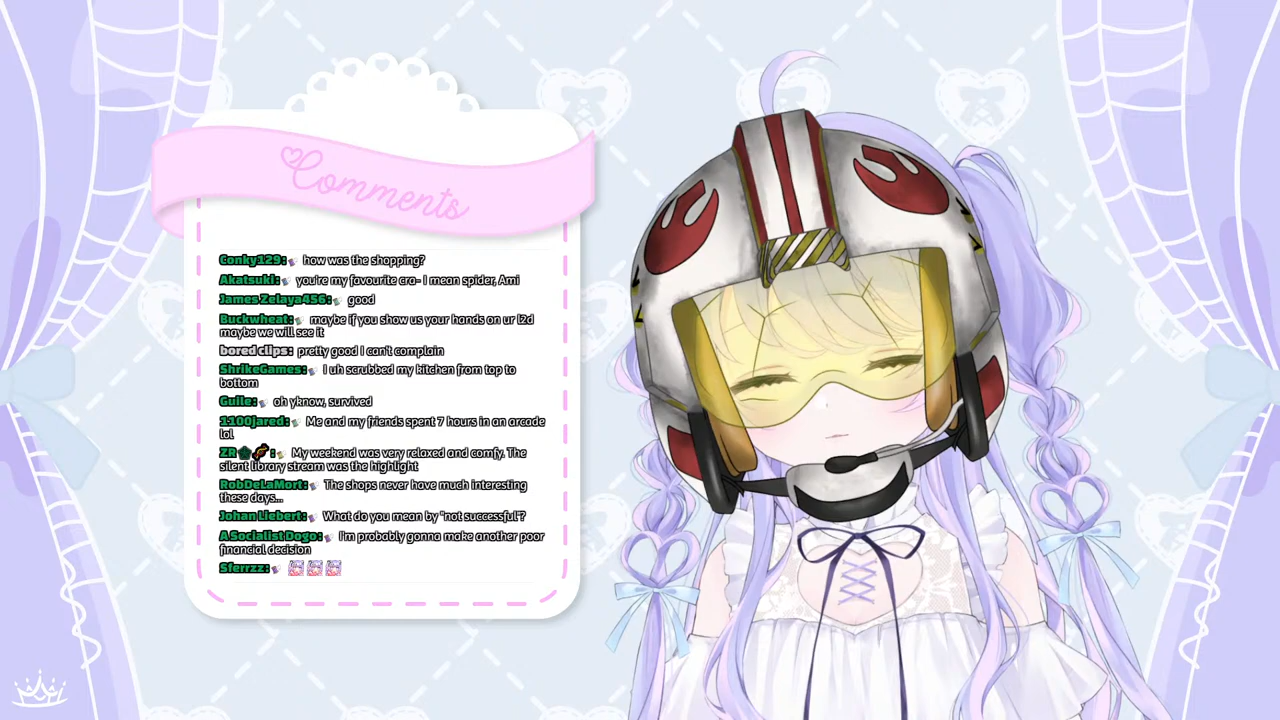 Comments
Conky129: how was the shopping?
Akatsuki: you're my favourite cra- I mean spider, Ami
James Zelaya456: good
Buckwheat: maybe if you show us your hands on ur l2d
maybe we will see it
bored clips: pretty good I can't complain
ShrikeGames: I uh scrubbed my kitchen from top to
bottom
Guile: oh yknow, survived
1100jared: Me and my friends spent 7 hours in an arcade
lol
ZR: My weekend was very relaxed and comfy. The
silent library stream was the highlight
RobDeLaMort: The shops never have much interesting
these days...
Johan Liebert: What do you mean by "not successful"?
A Socialist Dogo: I'm probably gonna make another poor
financial decision
Sferrzz: